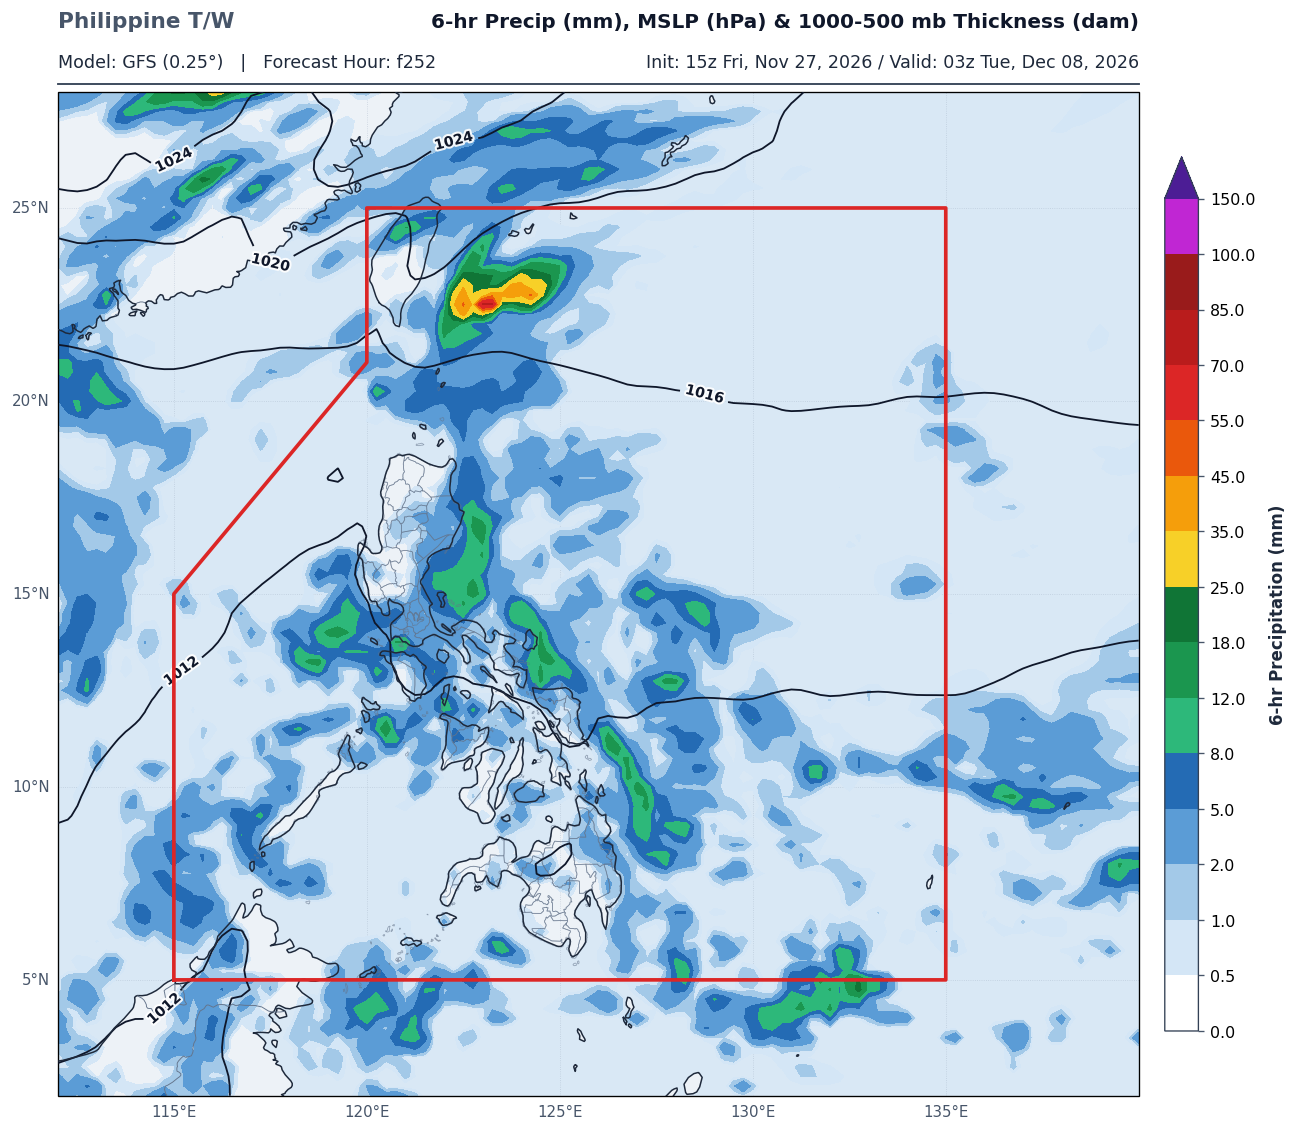 Philippine T/W
6-hr Precip (mm), MSLP (hPa) & 1000-500 mb Thickness (dam)
Model: GFS (0.25°) | Forecast Hour: f252
Init: 15z Fri, Nov 27, 2026 / Valid: 03z Tue, Dec 08, 2026
1024
1024
1020
1016
1012
1012
25°N
20°N
15°N
10°N
5°N
115°E
120°E
125°E
130°E
135°E
150.0
100.0
85.0
70.0
55.0
45.0
35.0
25.0
18.0
12.0
8.0
5.0
2.0
1.0
0.5
0.0
6-hr Precipitation (mm)